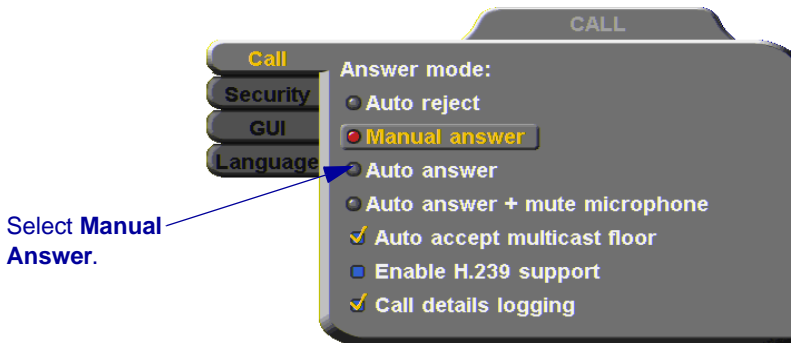 CALL
Call
Security
GUI
Language
Answer mode:
Auto reject
Manual answer
Auto answer
Auto answer + mute microphone
Auto accept multicast floor
Enable H.239 support
Call details logging
Select Manual
Answer.